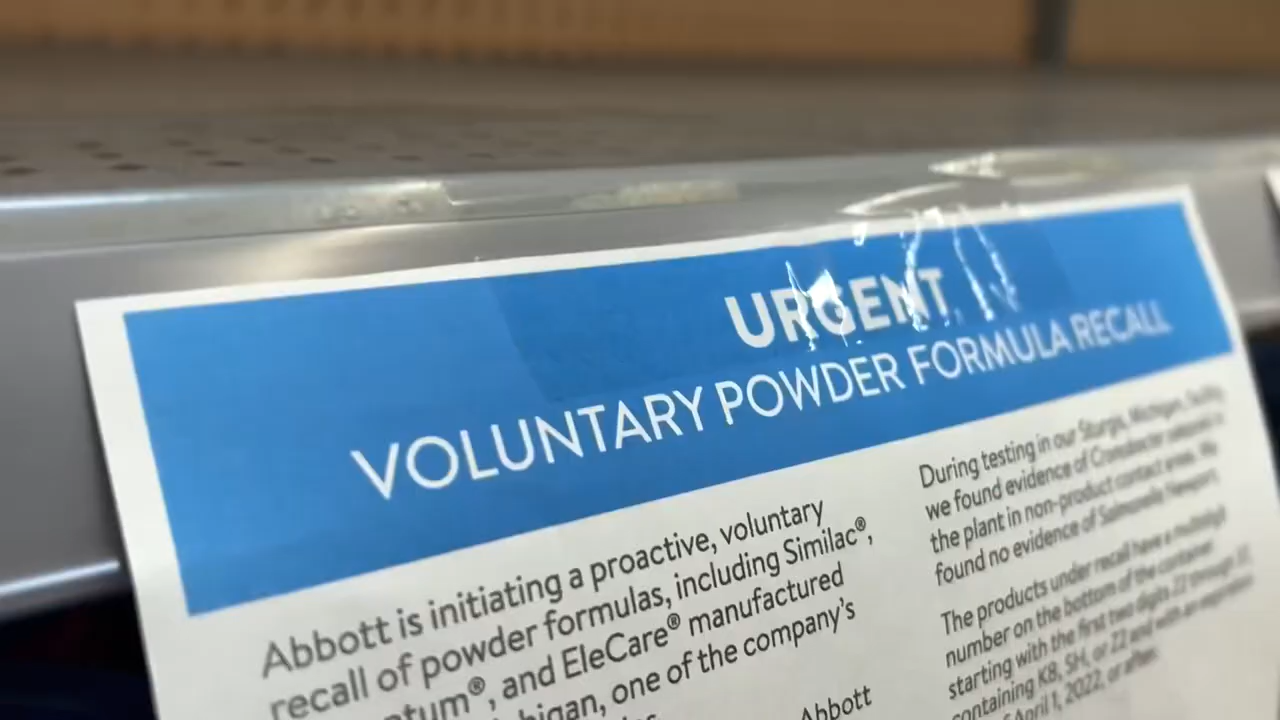 URGENT
VOLUNTARY POWDER FORMULA RECALL
Abbott is initiating a proactive, voluntary
recall of powder formulas, including Similac®,
ntum®, and EleCare® manufactured
higan, one of the company's
Abbott
During testing in our Sturgis, Michigan, facility
we found evidence of Cronobacter sakazakii in
the plant in non-product contact areas. We
found no evidence of Salmonella Newport.
The products under recall have a multidigit
number on the bottom of the container
starting with the first two digits 22 through 37,
containing K8, SH, or Z2 and with an expiration
of April 1, 2022, or after.